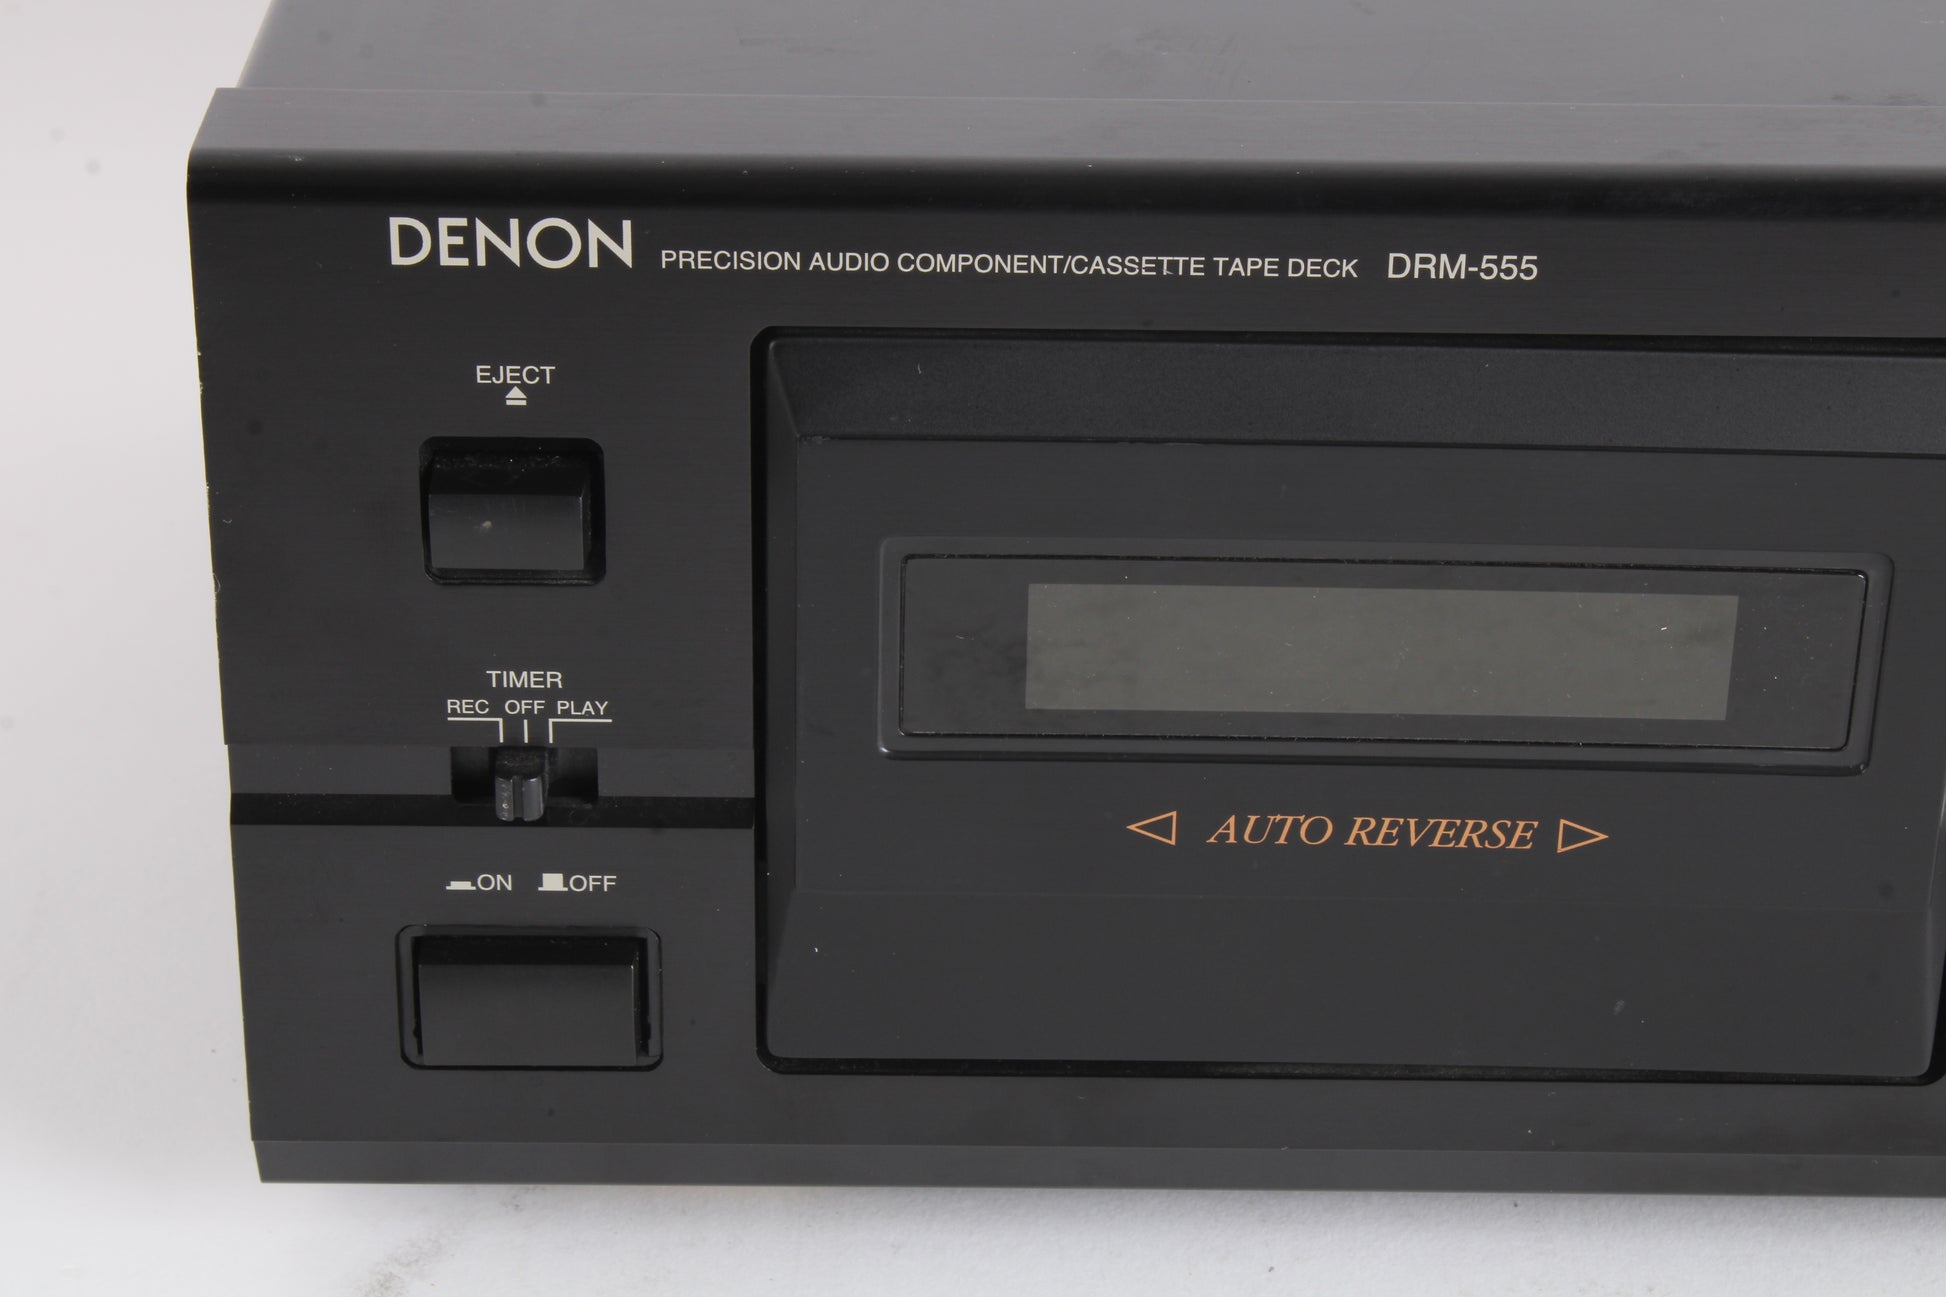 DENON PRECISION AUDIO COMPONENT/CASSETTE TAPE DECK DRM-555
EJECT
TIMER
REC OFF PLAY
ON OFF
AUTO REVERSE